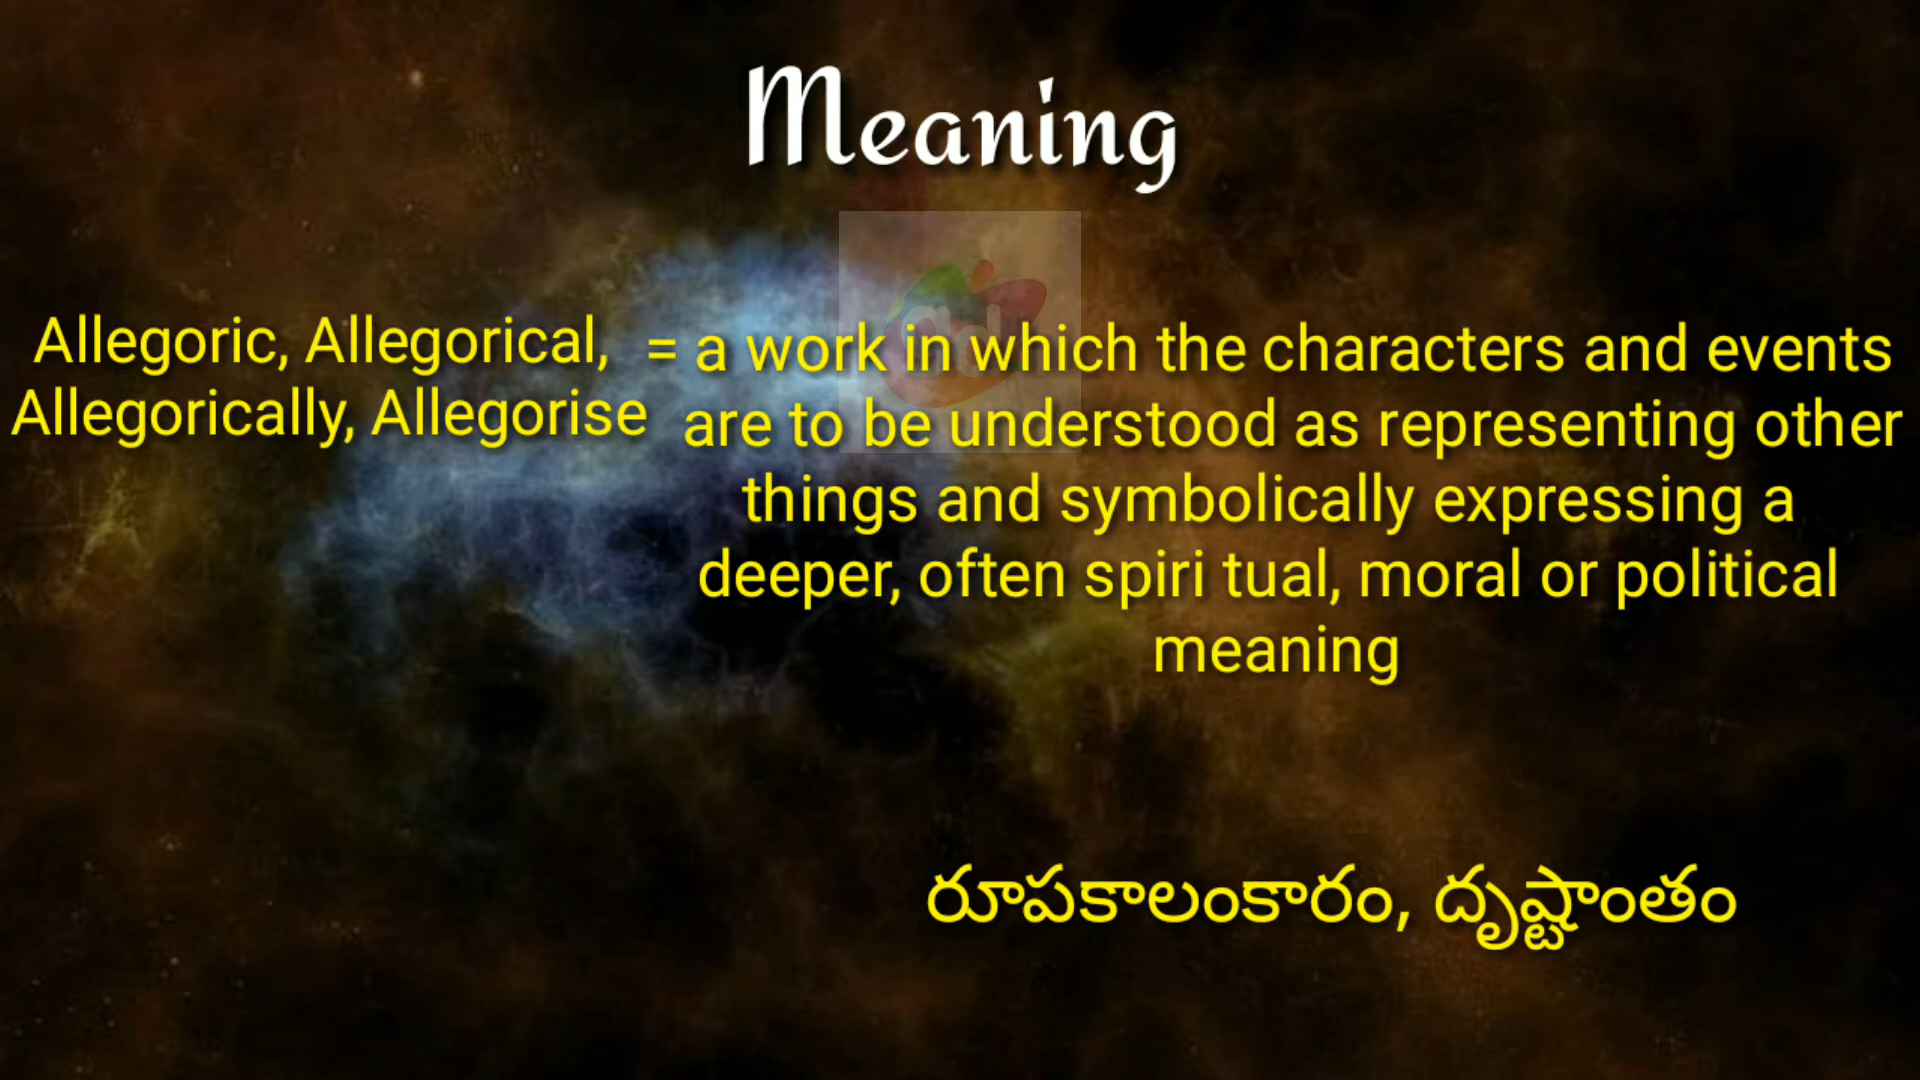 Meaning
Allegoric, Allegorical,
Allegorically, Allegorise
= a work in which the characters and events
are to be understood as representing other
things and symbolically expressing a
deeper, often spiri tual, moral or political
meaning
రూపకాలంకారం, దృష్టాంతం